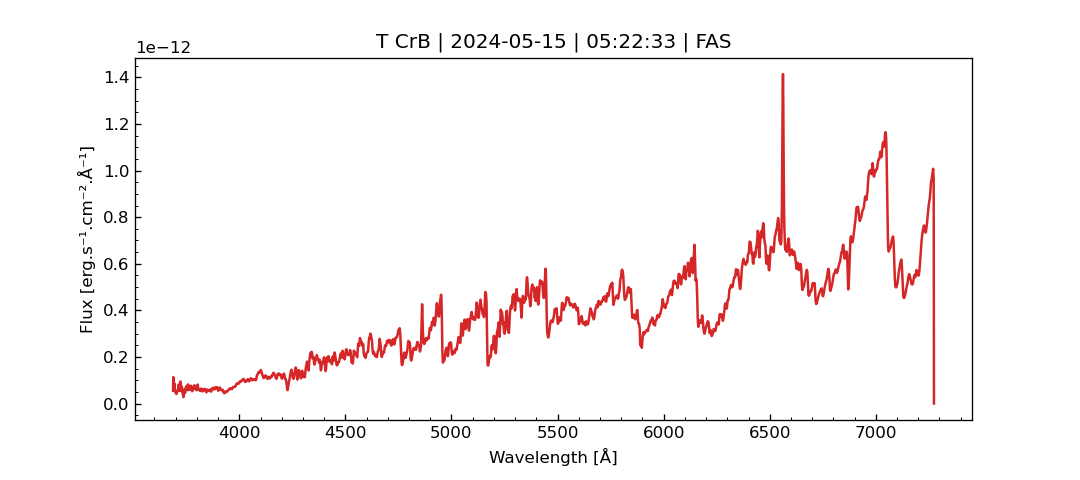 T CrB | 2024-05-15 | 05:22:33 | FAS
1e−12
1.4
1.2
1.0
0.8
0.6
0.4
0.2
0.0
Flux [erg.s⁻¹.cm⁻².Å⁻¹]
4000 4500 5000 5500 6000 6500 7000
Wavelength [Å]